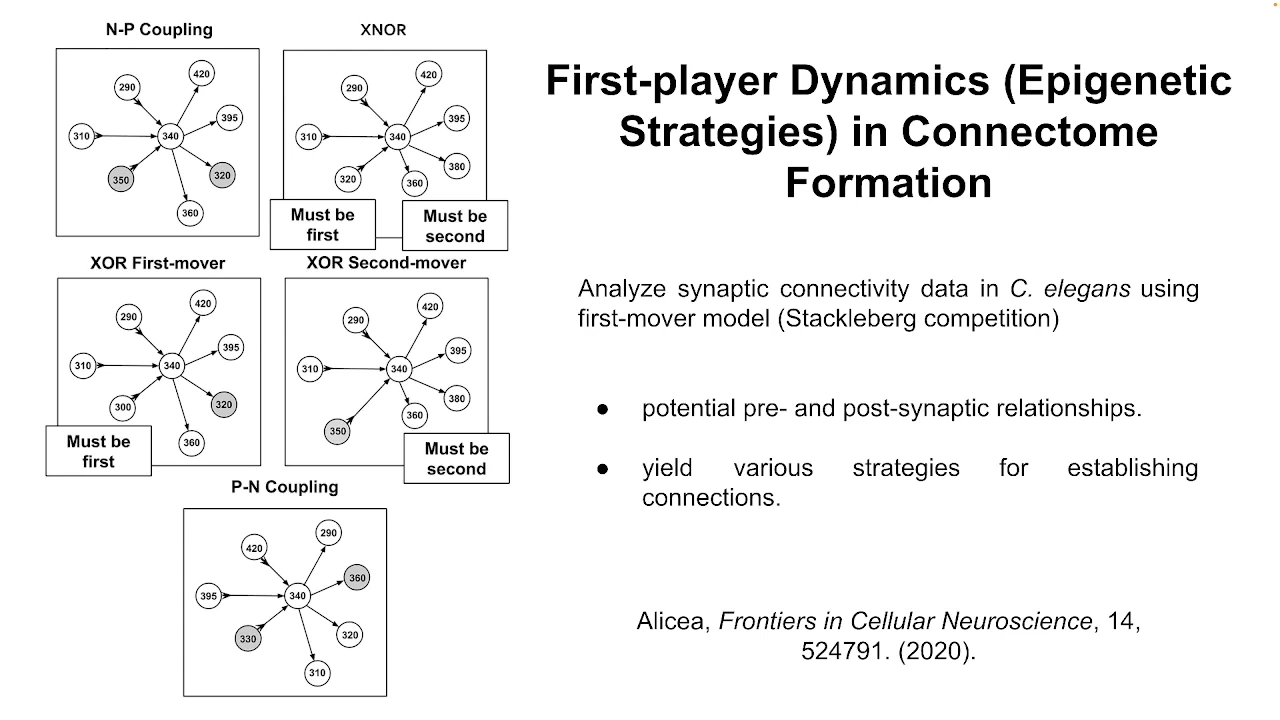 N-P Coupling
XNOR
420
290
395
310
340
350
320
360
420
290
395
310
340
380
320
360
Must be
first
Must be
second
First-player Dynamics (Epigenetic
Strategies) in Connectome
Formation
XOR First-mover
XOR Second-mover
420
290
395
310
340
300
320
360
Must be
first
420
290
395
310
340
380
360
350
Must be
second
Analyze synaptic connectivity data in C. elegans using
first-mover model (Stackleberg competition)
● potential pre- and post-synaptic relationships.
● yield various strategies for establishing
connections.
P-N Coupling
290
420
360
395
340
330
320
310
Alicea, Frontiers in Cellular Neuroscience, 14,
524791. (2020).